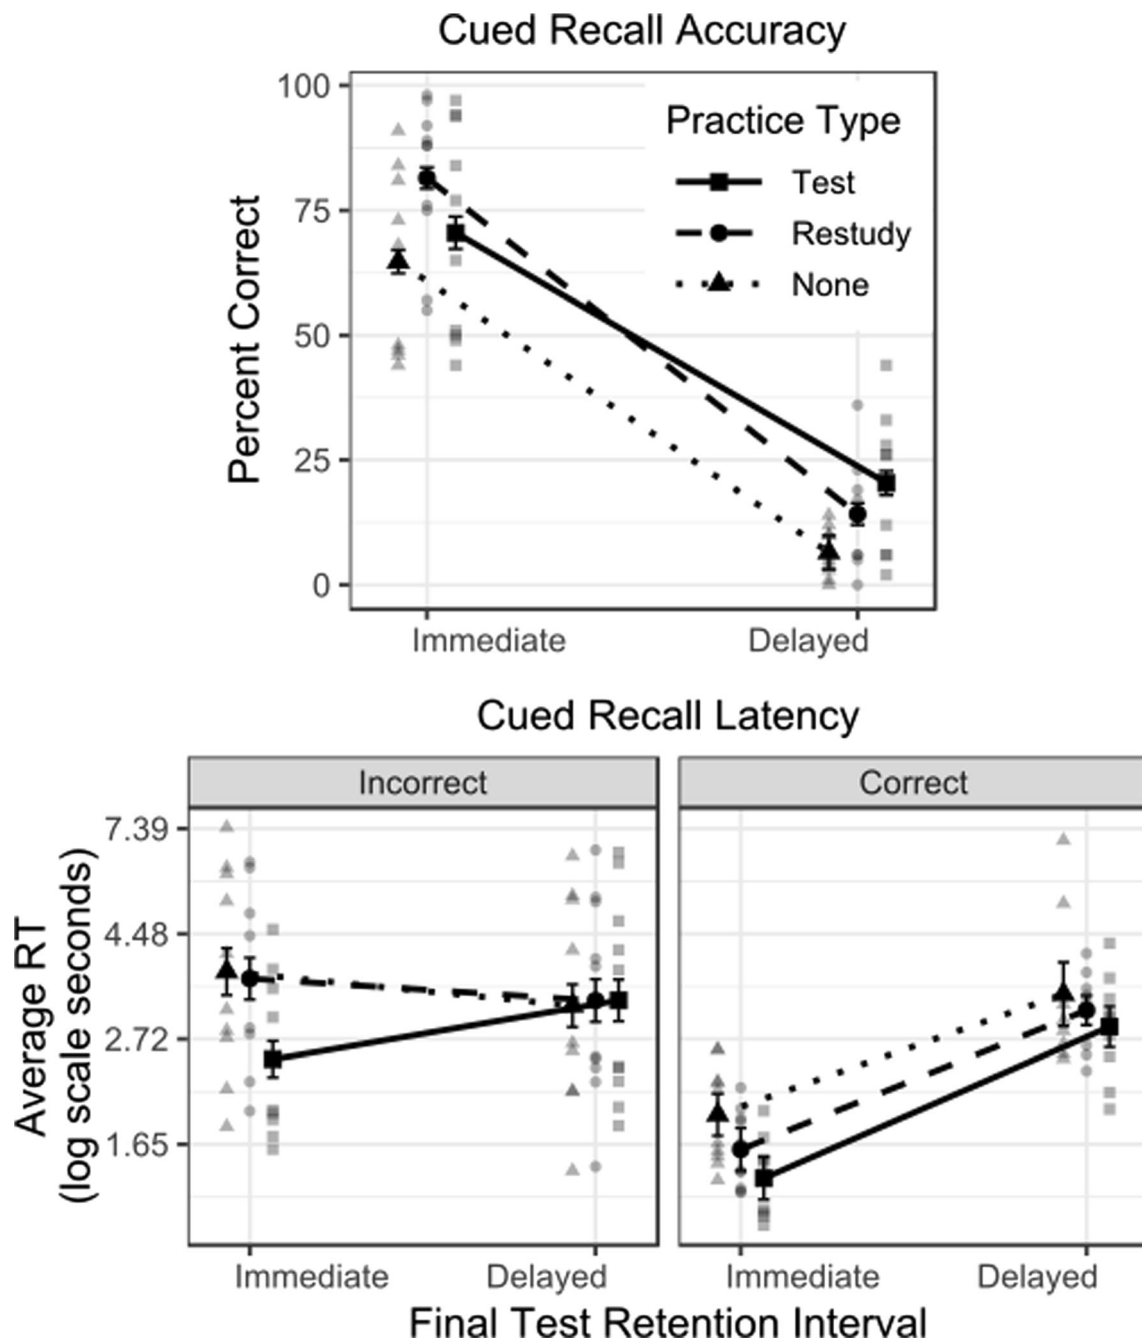 Cued Recall Accuracy
Percent Correct
100
75
50
25
0
Practice Type
Test
Restudy
None
Immediate
Delayed
Cued Recall Latency
Incorrect
Correct
Average RT
(log scale seconds)
7.39
4.48
2.72
1.65
Immediate
Delayed
Immediate
Delayed
Final Test Retention Interval